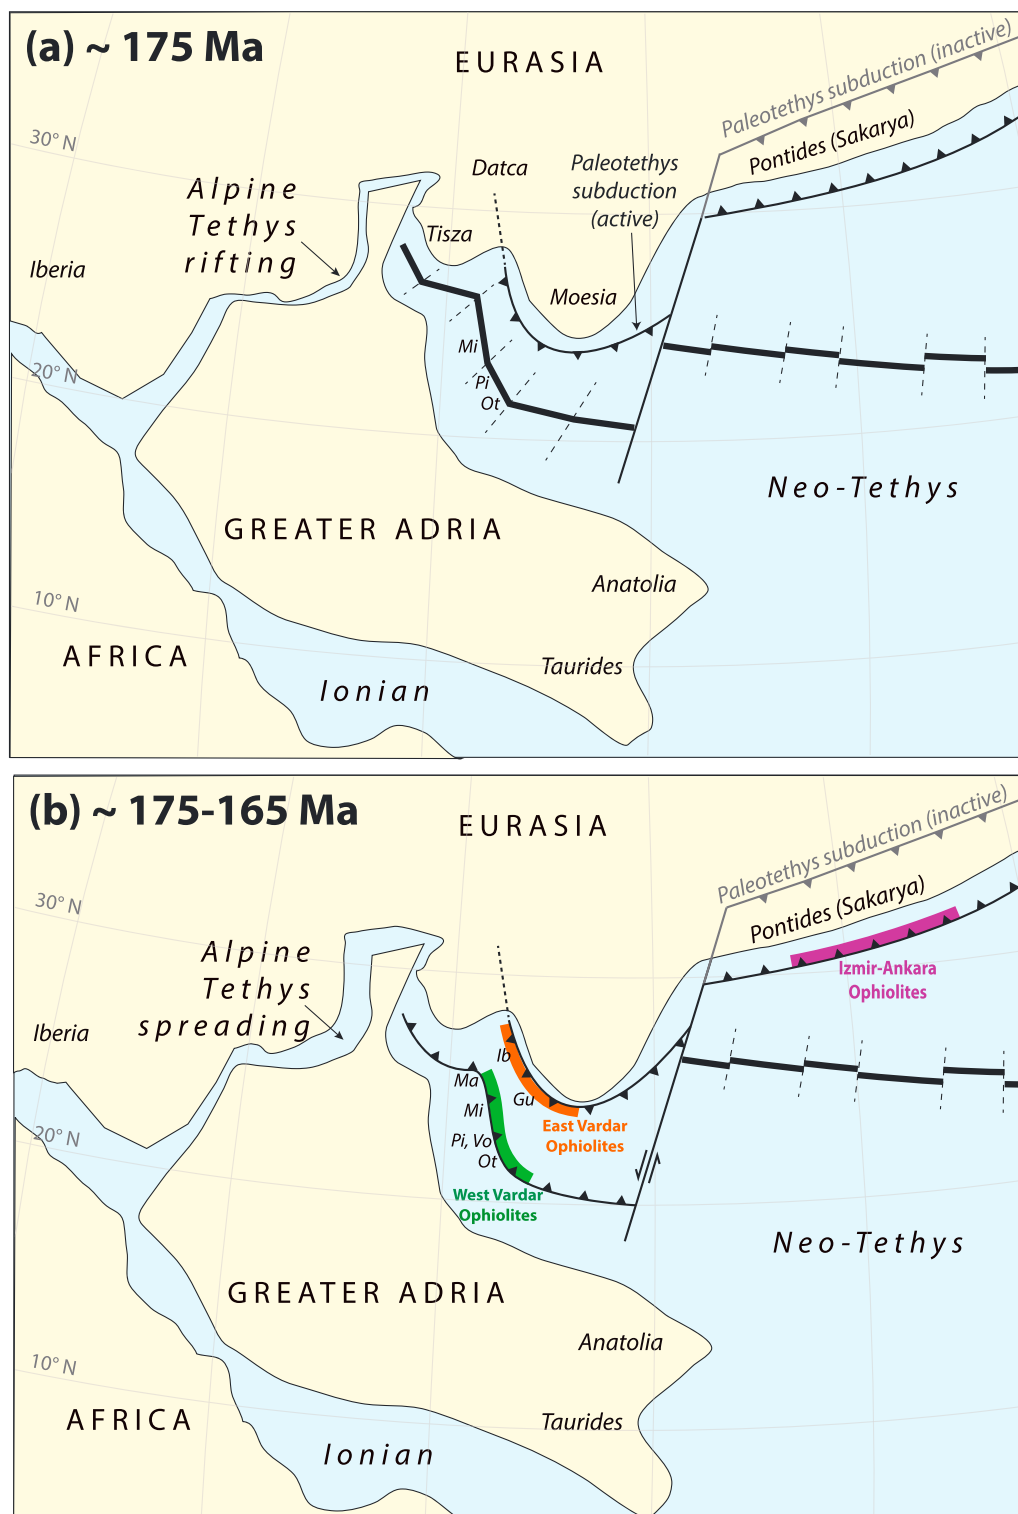 (a) ~ 175 Ma
EURASIA
Paleotethys subduction (inactive)
30° N
Pontides (Sakarya)
Datca
Paleotethys
subduction
(active)
Alpine
Tethys
rifting
Tisza
Iberia
Moesia
Mi
20° N
Pi
Ot
Neo-Tethys
GREATER ADRIA
Anatolia
10° N
AFRICA
Taurides
Ionian
(b) ~ 175-165 Ma
EURASIA
Paleotethys subduction (inactive)
30° N
Pontides (Sakarya)
Alpine
Tethys
spreading
Izmir-Ankara
Ophiolites
Iberia
Ib
Ma
Gu
Mi
East Vardar
Ophiolites
20° N
Pi, Vo
Ot
West Vardar
Ophiolites
Neo-Tethys
GREATER ADRIA
Anatolia
10° N
AFRICA
Taurides
Ionian